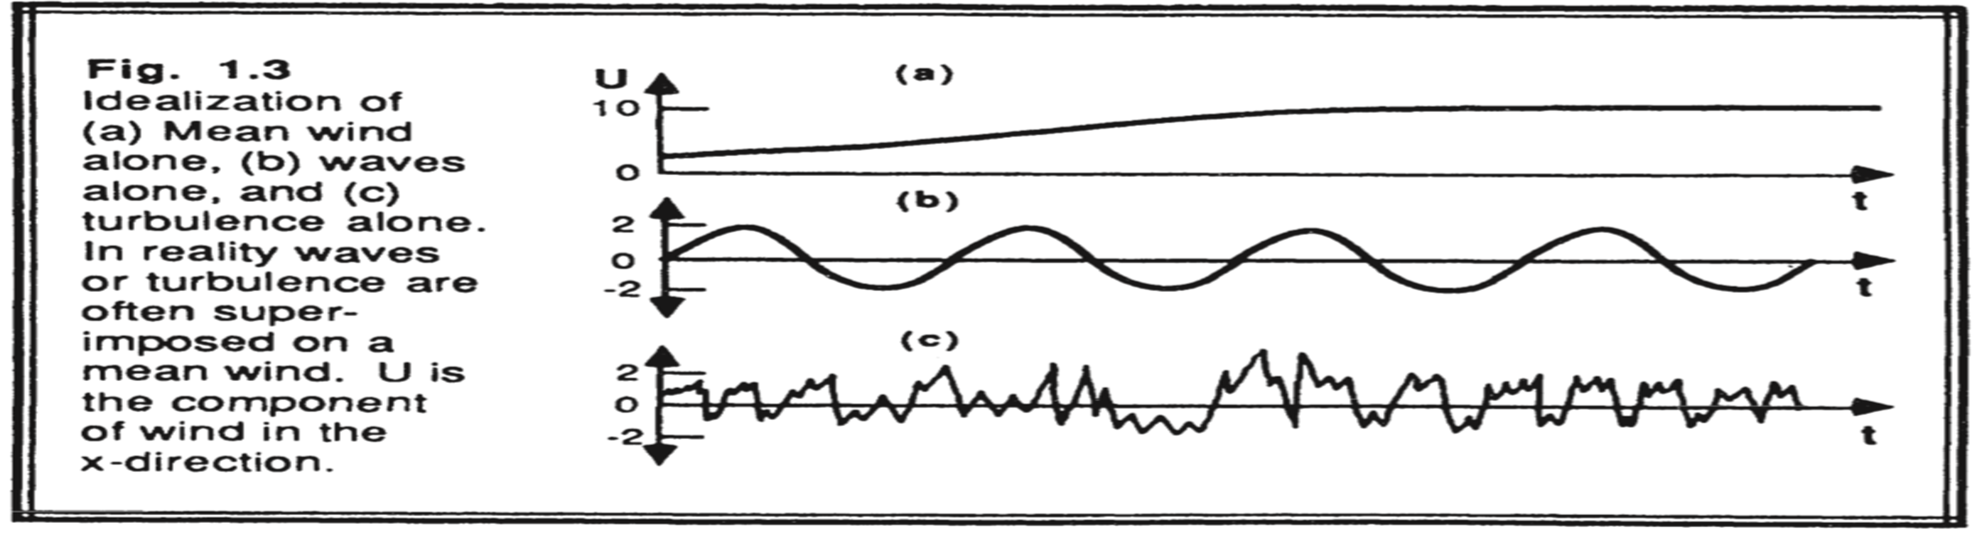 Fig. 1.3
Idealization of
(a) Mean wind
alone, (b) waves
alone, and (c)
turbulence alone.
In reality waves
or turbulence are
often super-
imposed on a
mean wind. U is
the component
of wind in the
x-direction.
U
(a)
10
0
t
(b)
2
0
-2
t
(c)
2
0
-2
t